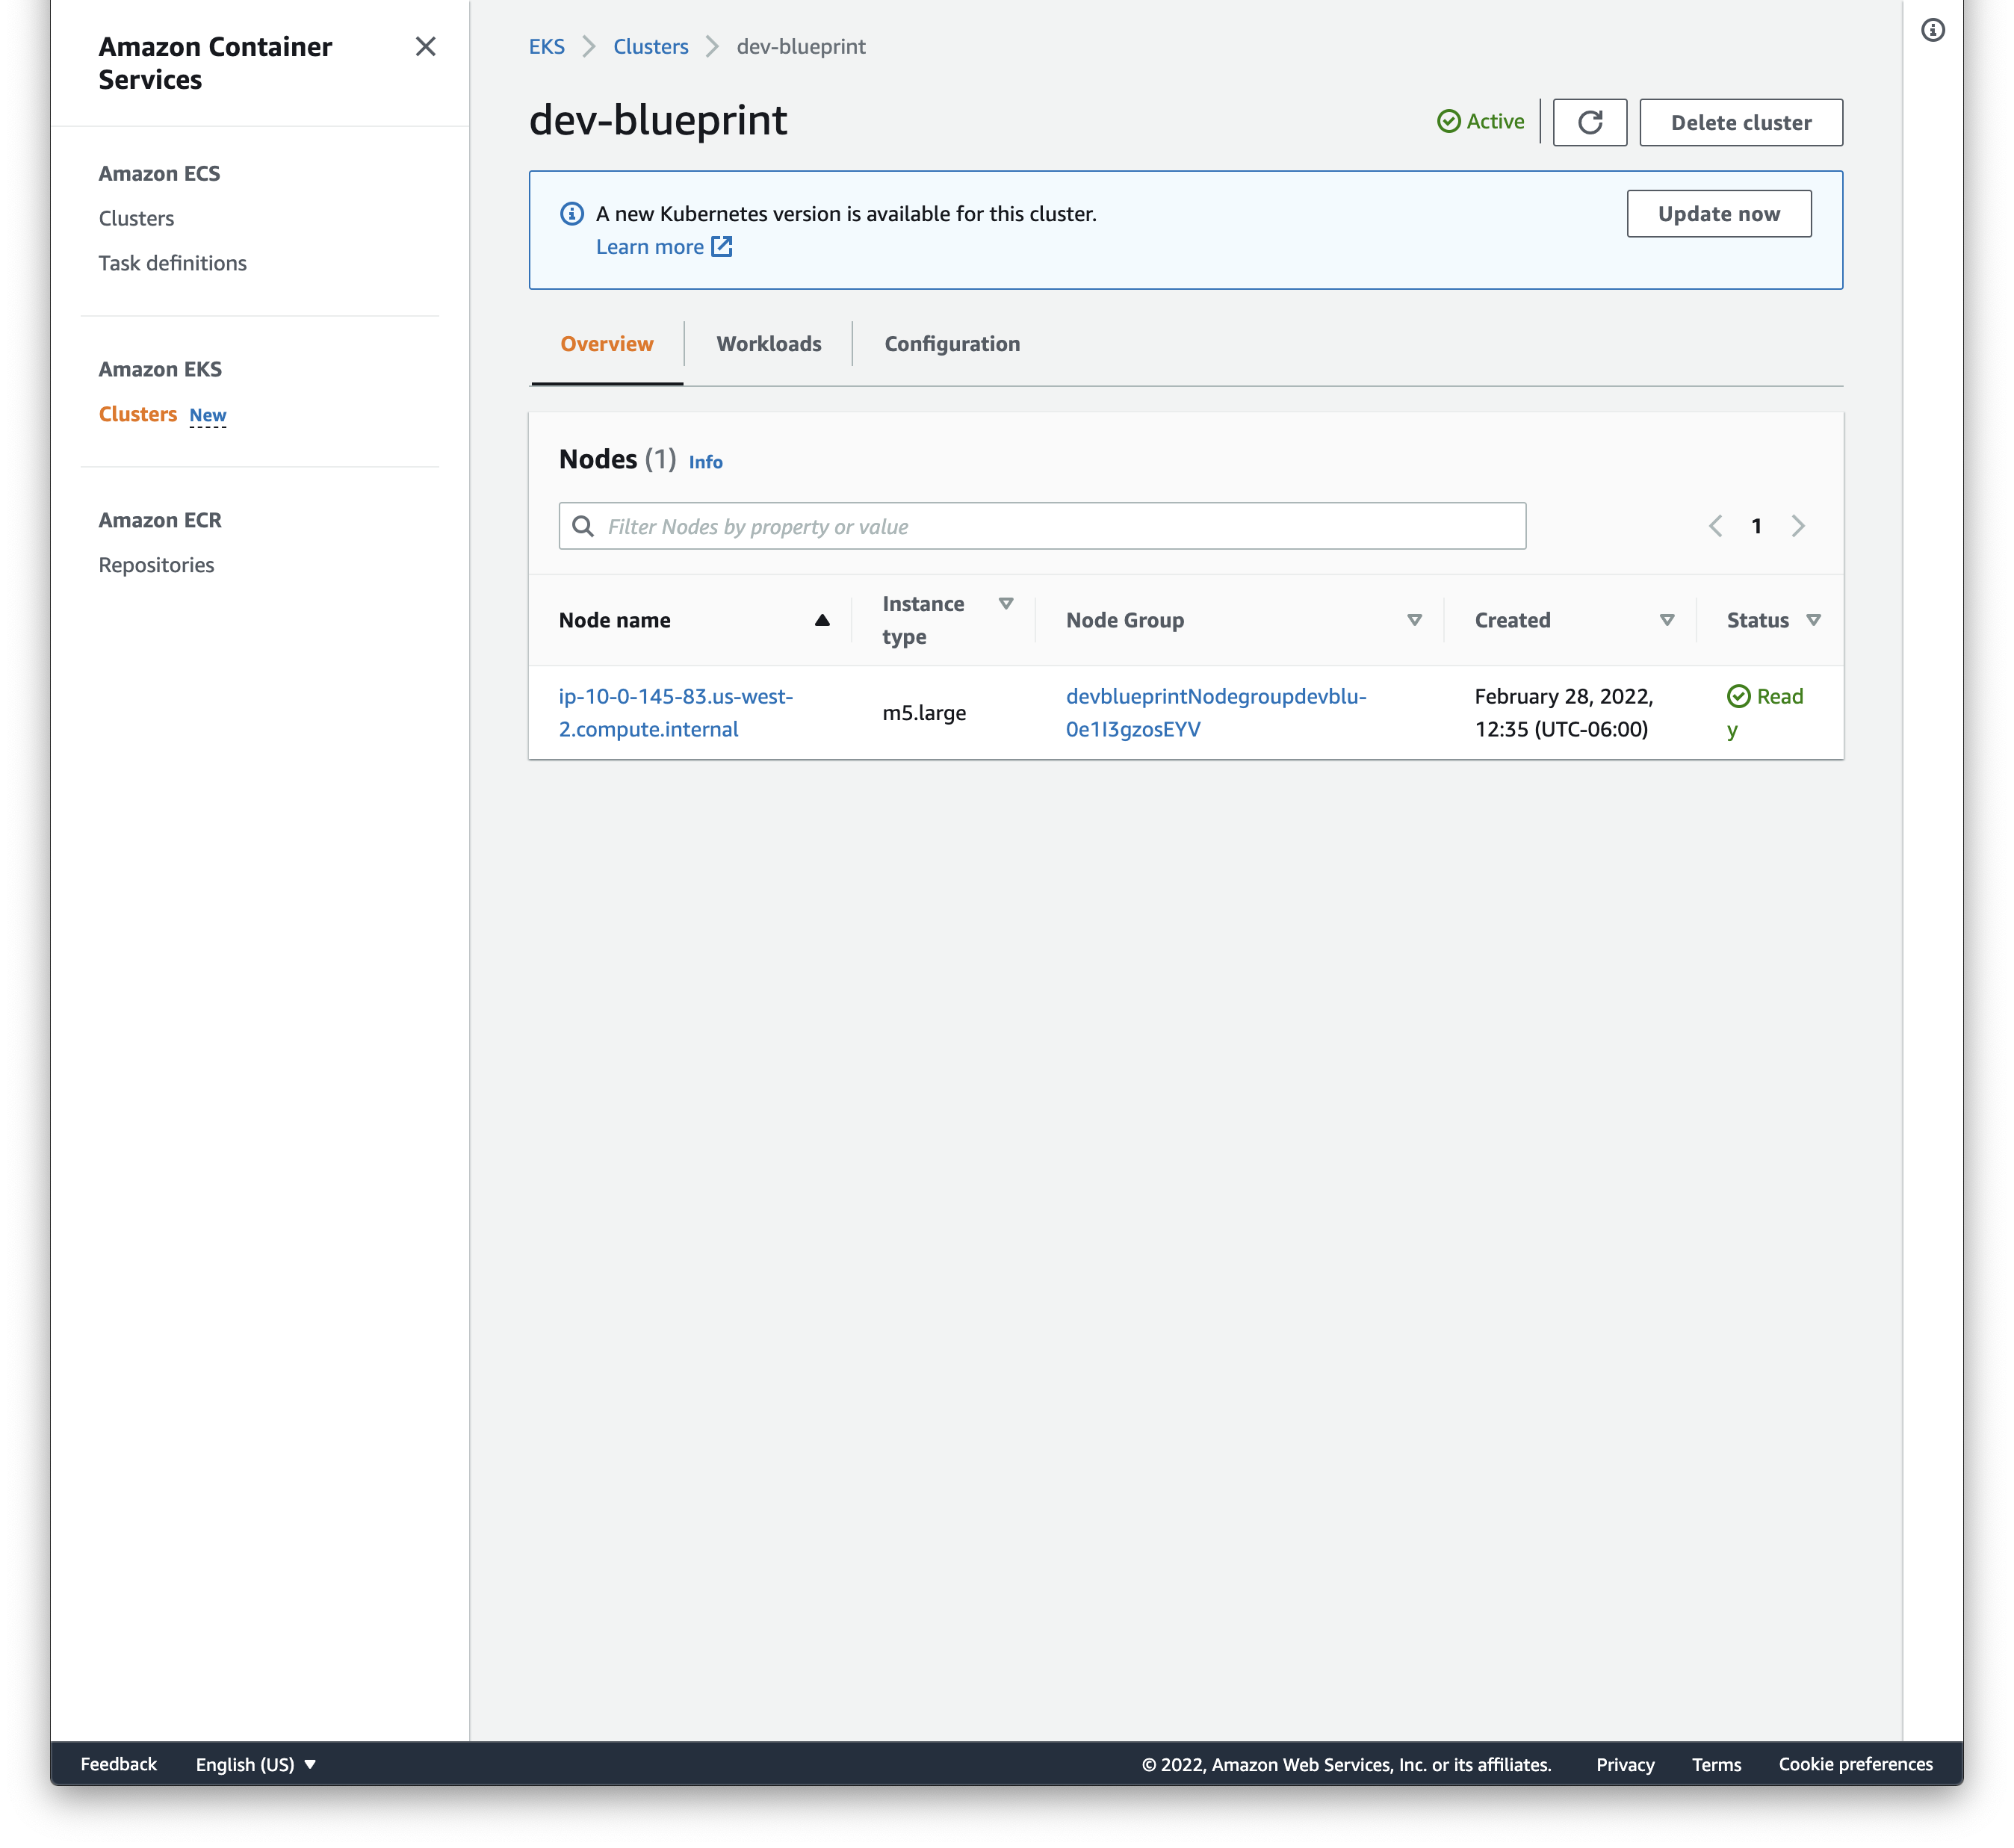 Amazon Container
Services
Amazon ECS
Clusters
Task definitions
Amazon EKS
Clusters New
Amazon ECR
Repositories
EKS Clusters dev-blueprint
dev-blueprint
Active
Delete cluster
A new Kubernetes version is available for this cluster.
Learn more
Update now
Overview Workloads Configuration
Nodes (1) Info
Filter Nodes by property or value
1
Node name
Instance
type
Node Group
Created
Status
ip-10-0-145-83.us-west-
2.compute.internal
m5.large
devblueprintNodegroupdevblu-
0e1I3gzosEYV
February 28, 2022,
12:35 (UTC-06:00)
Read
y
Feedback English (US) © 2022, Amazon Web Services, Inc. or its affiliates. Privacy Terms Cookie preferences